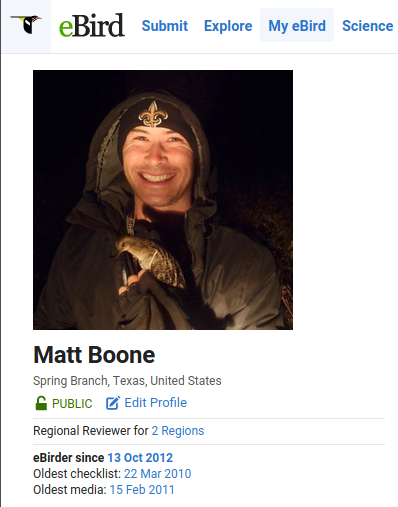 eBird Submit Explore My eBird Science
Matt Boone
Spring Branch, Texas, United States
PUBLIC Edit Profile
Regional Reviewer for 2 Regions
eBirder since 13 Oct 2012
Oldest checklist: 22 Mar 2010
Oldest media: 15 Feb 2011